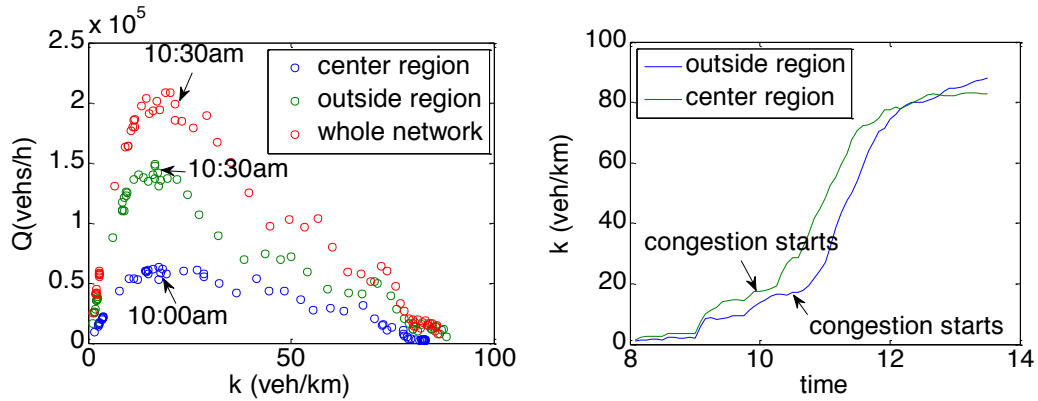 x 10⁵
2.5
2
1.5
1
0.5
0
0
50
100
Q(vehs/h)
k (veh/km)
10:30am
10:30am
10:00am
center region
outside region
whole network
100
80
60
40
20
0
8
10
12
14
k (veh/km)
time
outside region
center region
congestion starts
congestion starts